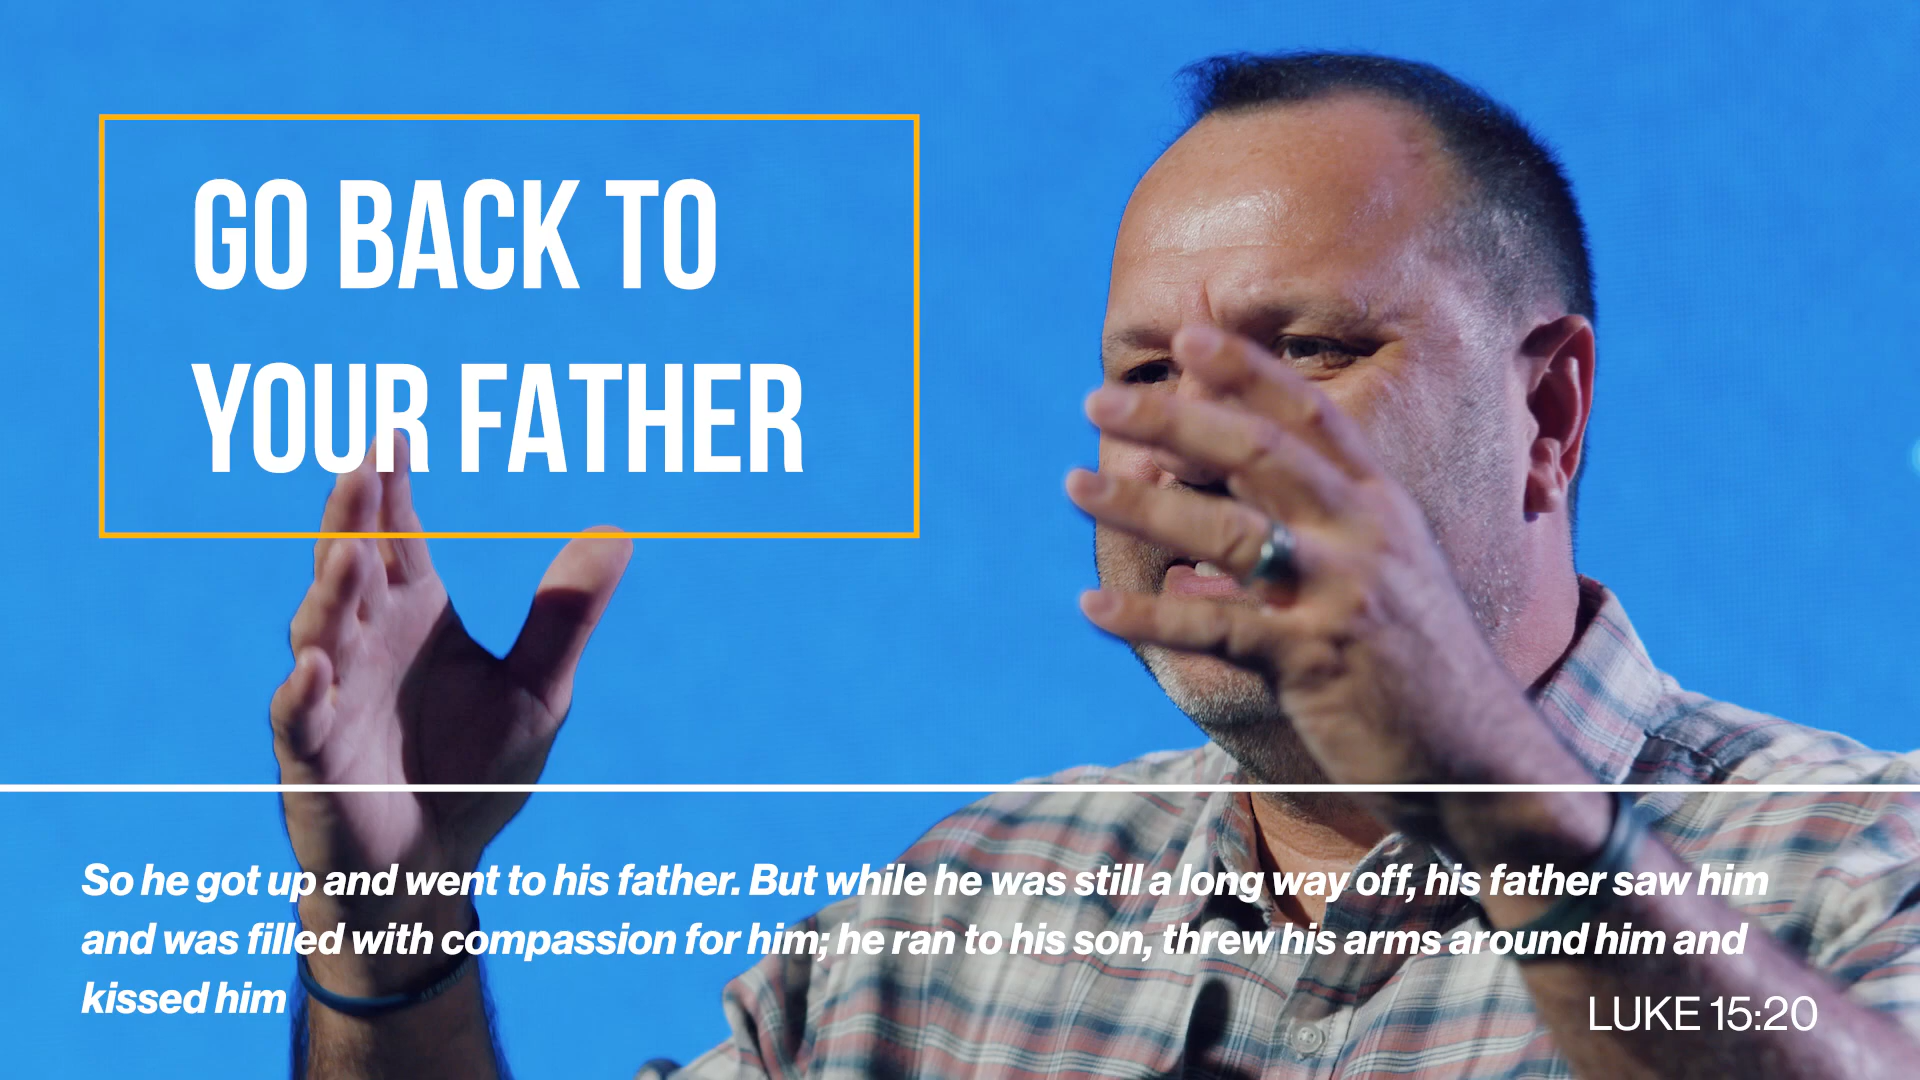 GO BACK TO
YOUR FATHER
So he got up and went to his father. But while he was still a long way off, his father saw him
and was filled with compassion for him; he ran to his son, threw his arms around him and
kissed him
LUKE 15:20